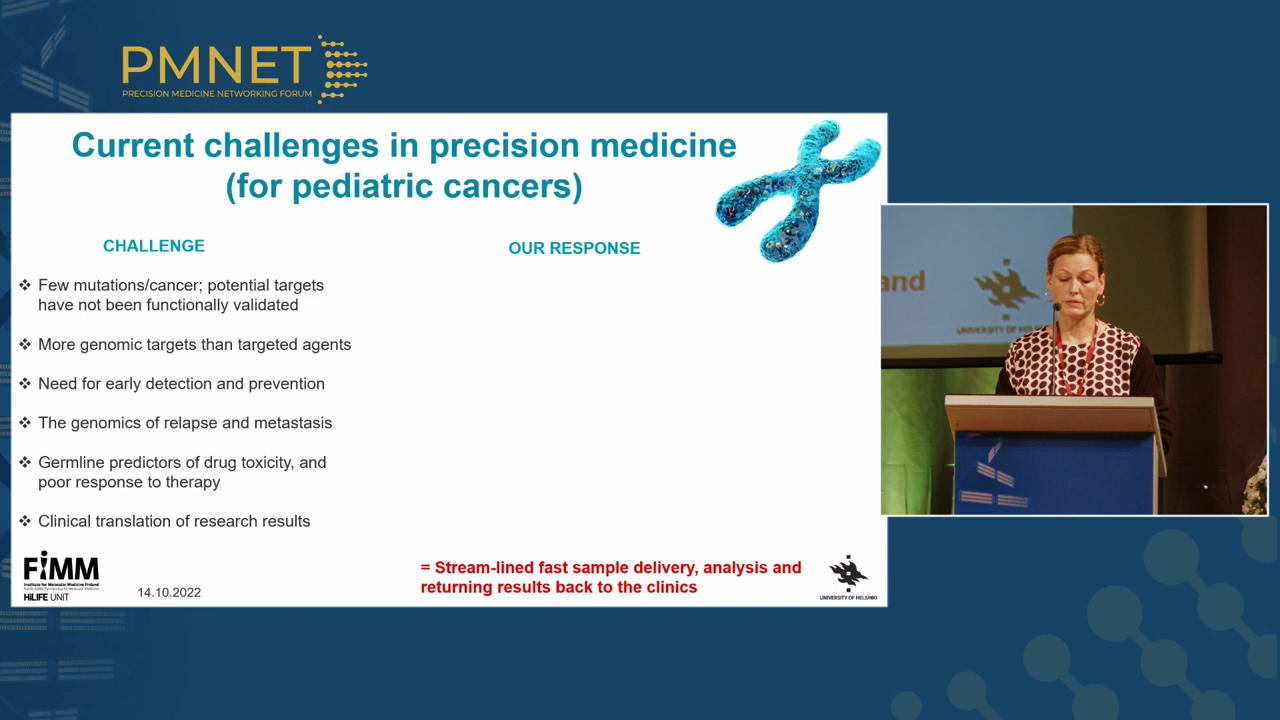 PMNET
PRECISION MEDICINE NETWORKING FORUM
Current challenges in precision medicine
(for pediatric cancers)
CHALLENGE
OUR RESPONSE
❖ Few mutations/cancer; potential targets
have not been functionally validated
❖ More genomic targets than targeted agents
❖ Need for early detection and prevention
❖ The genomics of relapse and metastasis
❖ Germline predictors of drug toxicity, and
poor response to therapy
❖ Clinical translation of research results
= Stream-lined fast sample delivery, analysis and
returning results back to the clinics
FIMM
Institute for Molecular Medicine Finland
HiLIFE UNIT
14.10.2022
UNIVERSITY OF HELSINKI
and
UNIVERSITY OF HELS